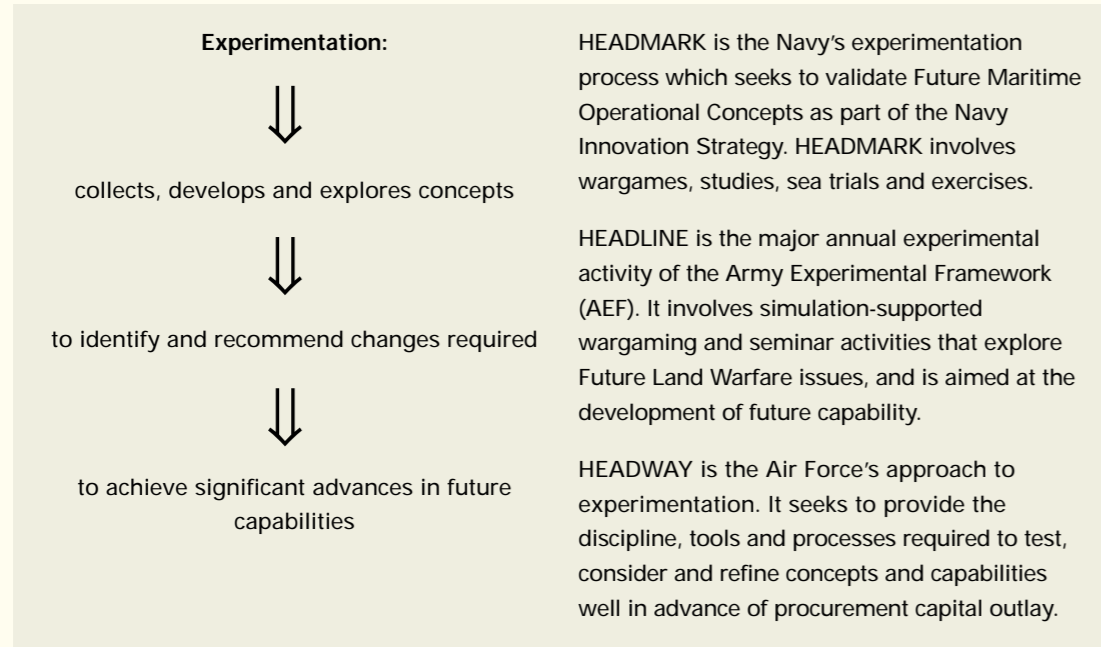 Experimentation:
collects, develops and explores concepts
to identify and recommend changes required
to achieve significant advances in future
capabilities
HEADMARK is the Navy’s experimentation
process which seeks to validate Future Maritime
Operational Concepts as part of the Navy
Innovation Strategy. HEADMARK involves
wargames, studies, sea trials and exercises.
HEADLINE is the major annual experimental
activity of the Army Experimental Framework
(AEF). It involves simulation-supported
wargaming and seminar activities that explore
Future Land Warfare issues, and is aimed at the
development of future capability.
HEADWAY is the Air Force’s approach to
experimentation. It seeks to provide the
discipline, tools and processes required to test,
consider and refine concepts and capabilities
well in advance of procurement capital outlay.